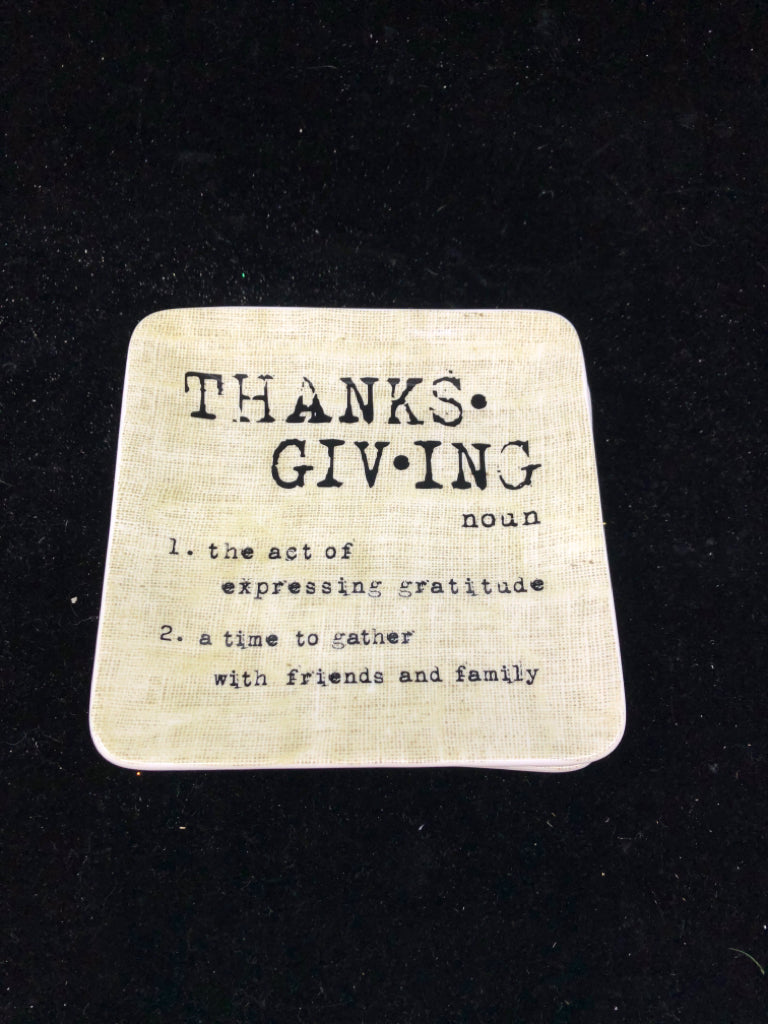 THANKS•
GIV•ING
noun
1. the act of
expressing gratitude
2. a time to gather
with friends and family